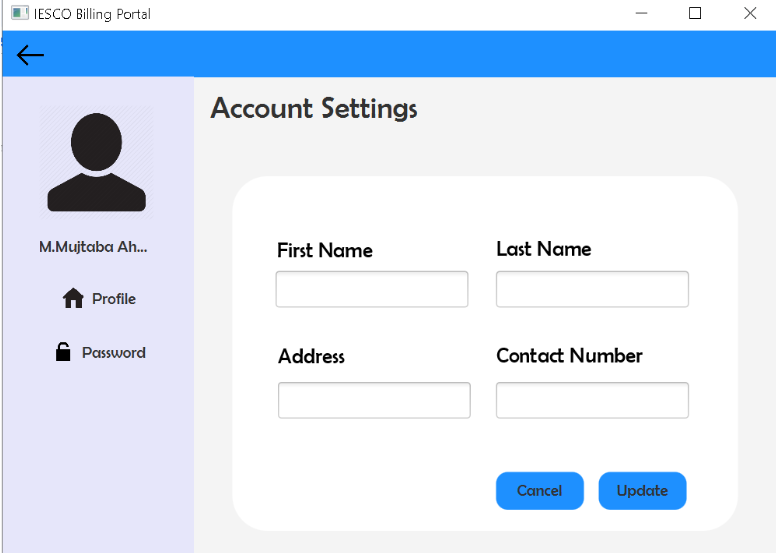 IESCO Billing Portal
Account Settings
M.Mujtaba Ah...
Profile
Password
First Name
Last Name
Address
Contact Number
Cancel
Update